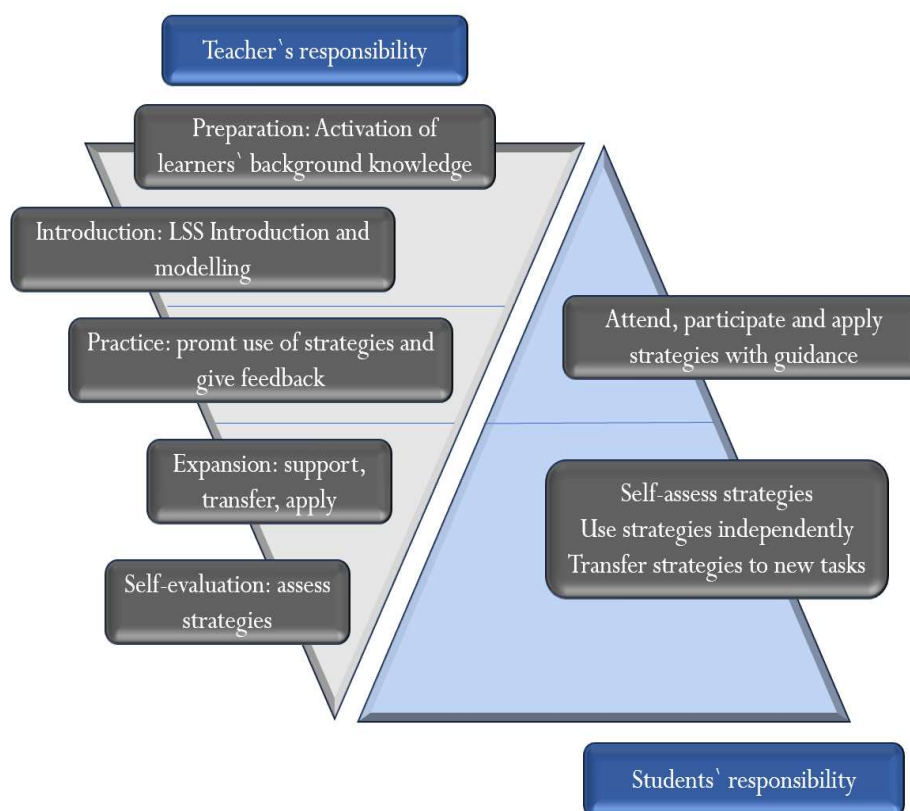 Teacher`s responsibility
Preparation: Activation of
learners` background knowledge
Introduction: LSS Introduction and
modelling
Practice: promt use of strategies and
give feedback
Expansion: support,
transfer, apply
Self-evaluation: assess
strategies
Attend, participate and apply
strategies with guidance
Self-assess strategies
Use strategies independently
Transfer strategies to new tasks
Students` responsibility